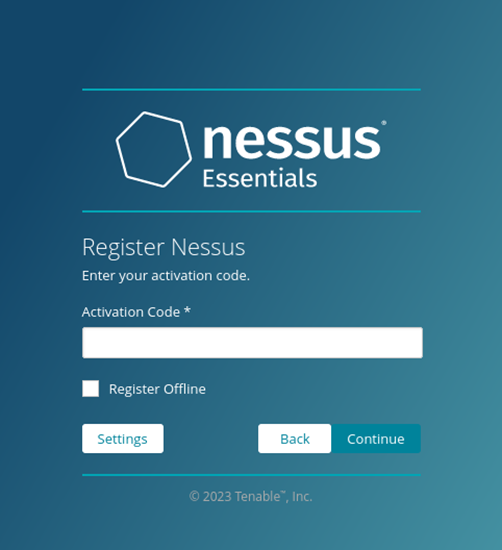 nessus®
Essentials
Register Nessus
Enter your activation code.
Activation Code *
Register Offline
Settings
Back
Continue
© 2023 Tenable™, Inc.